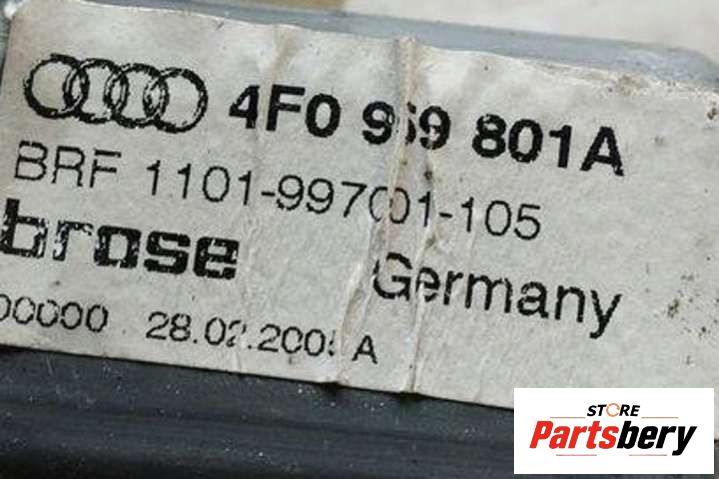 4F0 959 801A
BRF 1101-997001-105
brose Germany
00000 28.02.2005 A
STORE
Partsbery